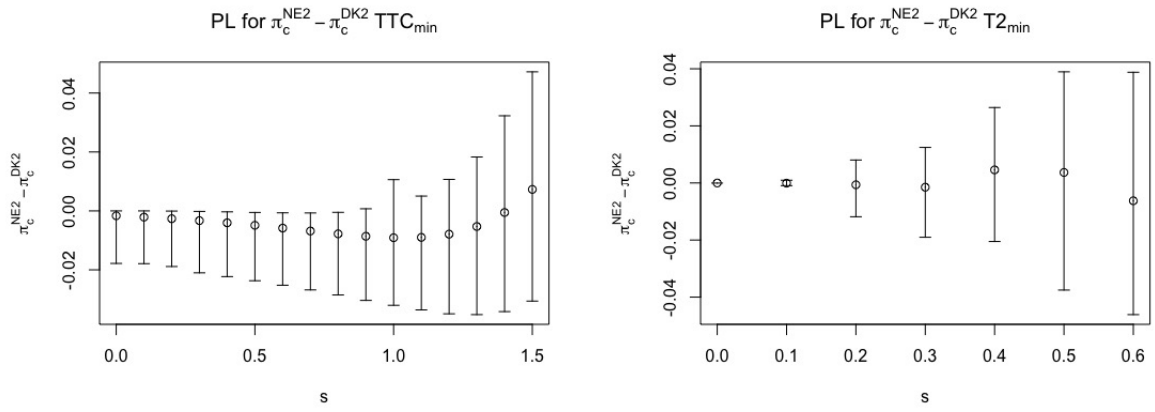 PL for π_c^NE2 − π_c^DK2 TTC_min
π_c^NE2 − π_c^DK2
0.04
0.02
0.00
-0.02
0.0 0.5 1.0 1.5
s
PL for π_c^NE2 − π_c^DK2 T2_min
π_c^NE2 − π_c^DK2
0.04
0.02
0.00
-0.02
-0.04
0.0 0.1 0.2 0.3 0.4 0.5 0.6
s